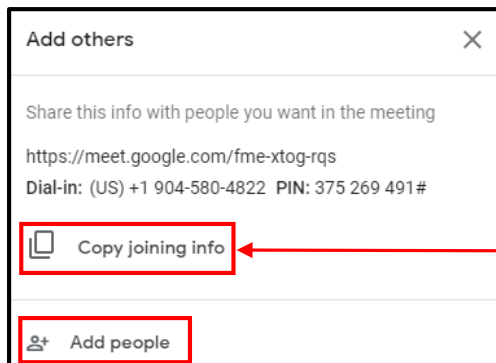 Add others
Share this info with people you want in the meeting
https://meet.google.com/fme-xtog-rqs
Dial-in: (US) +1 904-580-4822 PIN: 375 269 491#
Copy joining info
Add people